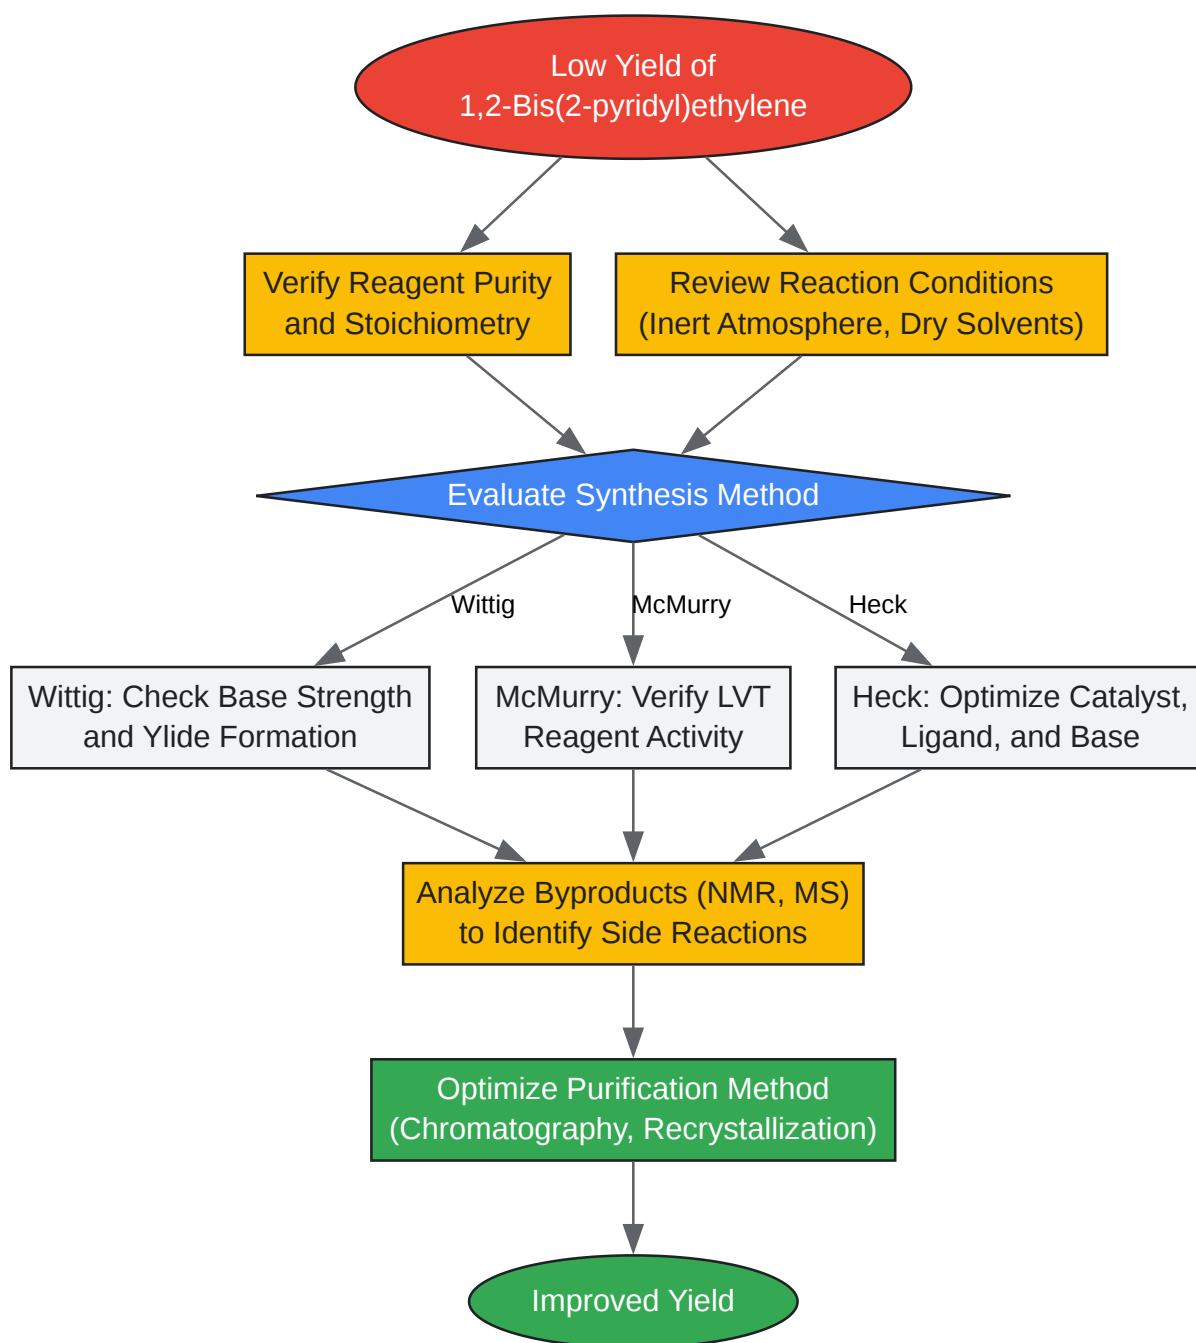 Low Yield of
1,2-Bis(2-pyridyl)ethylene
Verify Reagent Purity
and Stoichiometry
Review Reaction Conditions
(Inert Atmosphere, Dry Solvents)
Evaluate Synthesis Method
Wittig
McMurry
Heck
Wittig: Check Base Strength
and Ylide Formation
McMurry: Verify LVT
Reagent Activity
Heck: Optimize Catalyst,
Ligand, and Base
Analyze Byproducts (NMR, MS)
to Identify Side Reactions
Optimize Purification Method
(Chromatography, Recrystallization)
Improved Yield